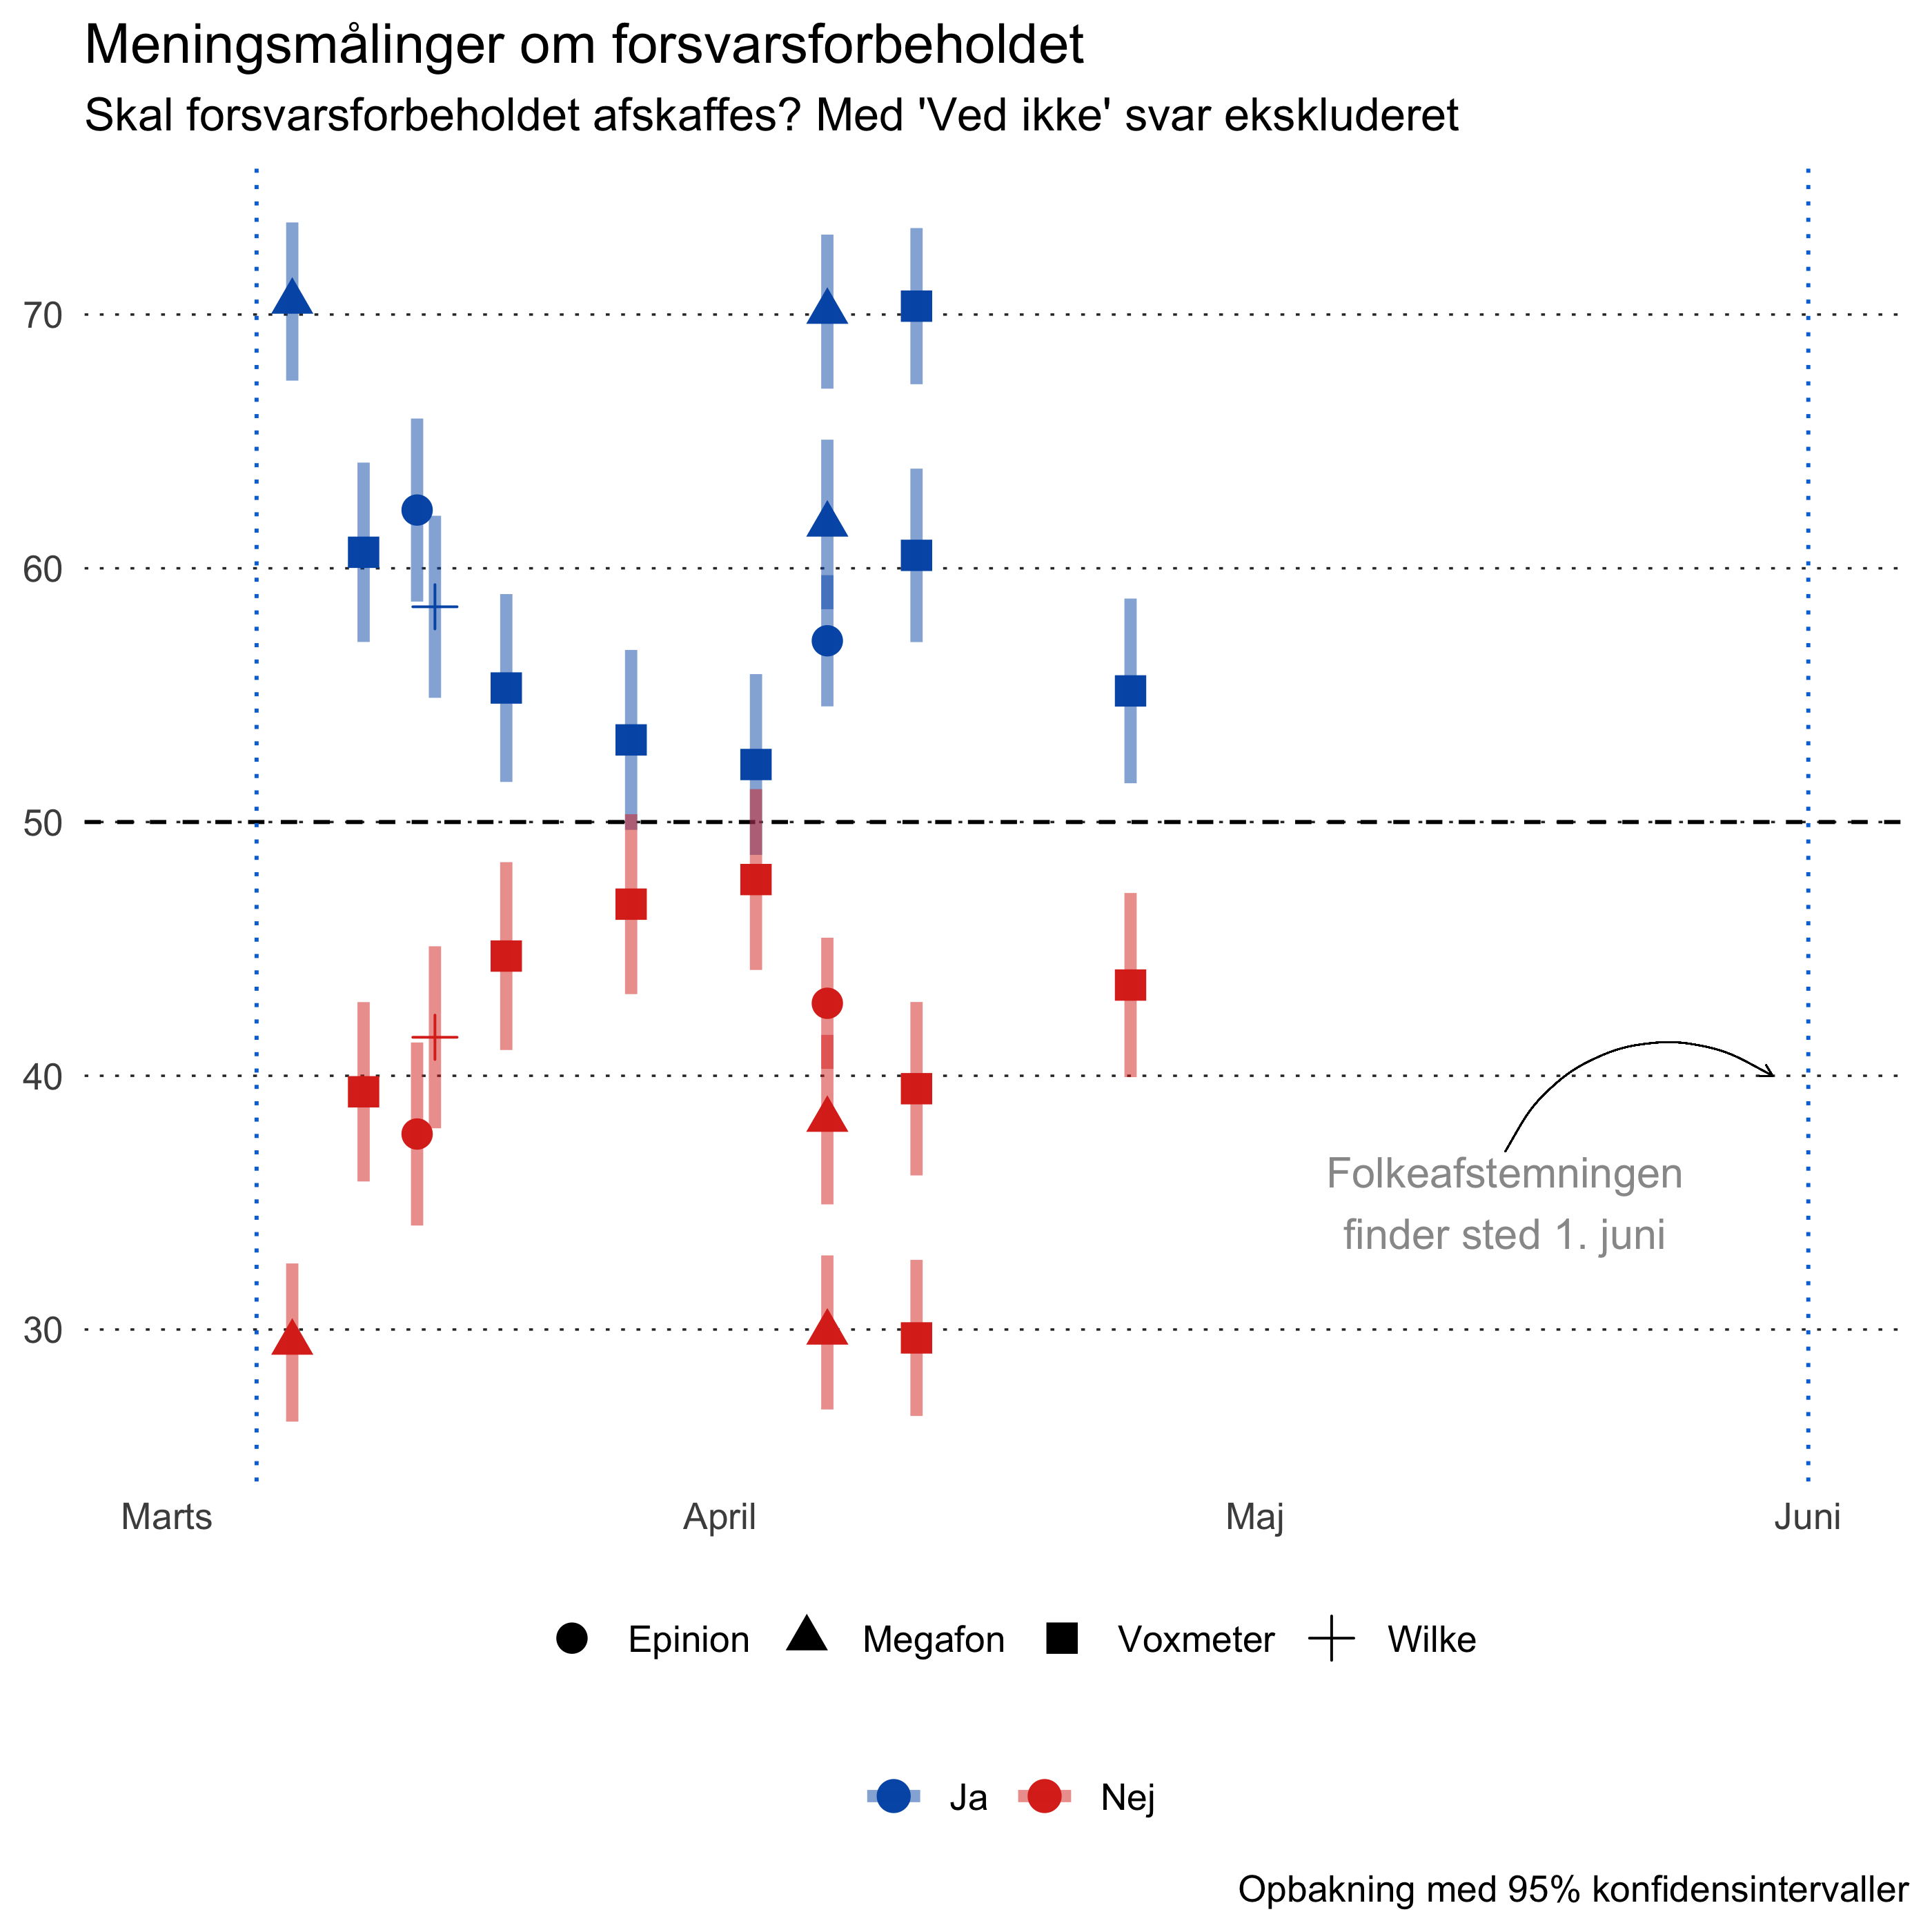 Meningsmålinger om forsvarsforbeholdet
Skal forsvarsforbeholdet afskaffes? Med 'Ved ikke' svar ekskluderet
70
60
50
40
30
Folkeafstemningen
finder sted 1. juni
Marts April Maj Juni
Epinion Megafon Voxmeter Wilke
Ja Nej
Opbakning med 95% konfidensintervaller